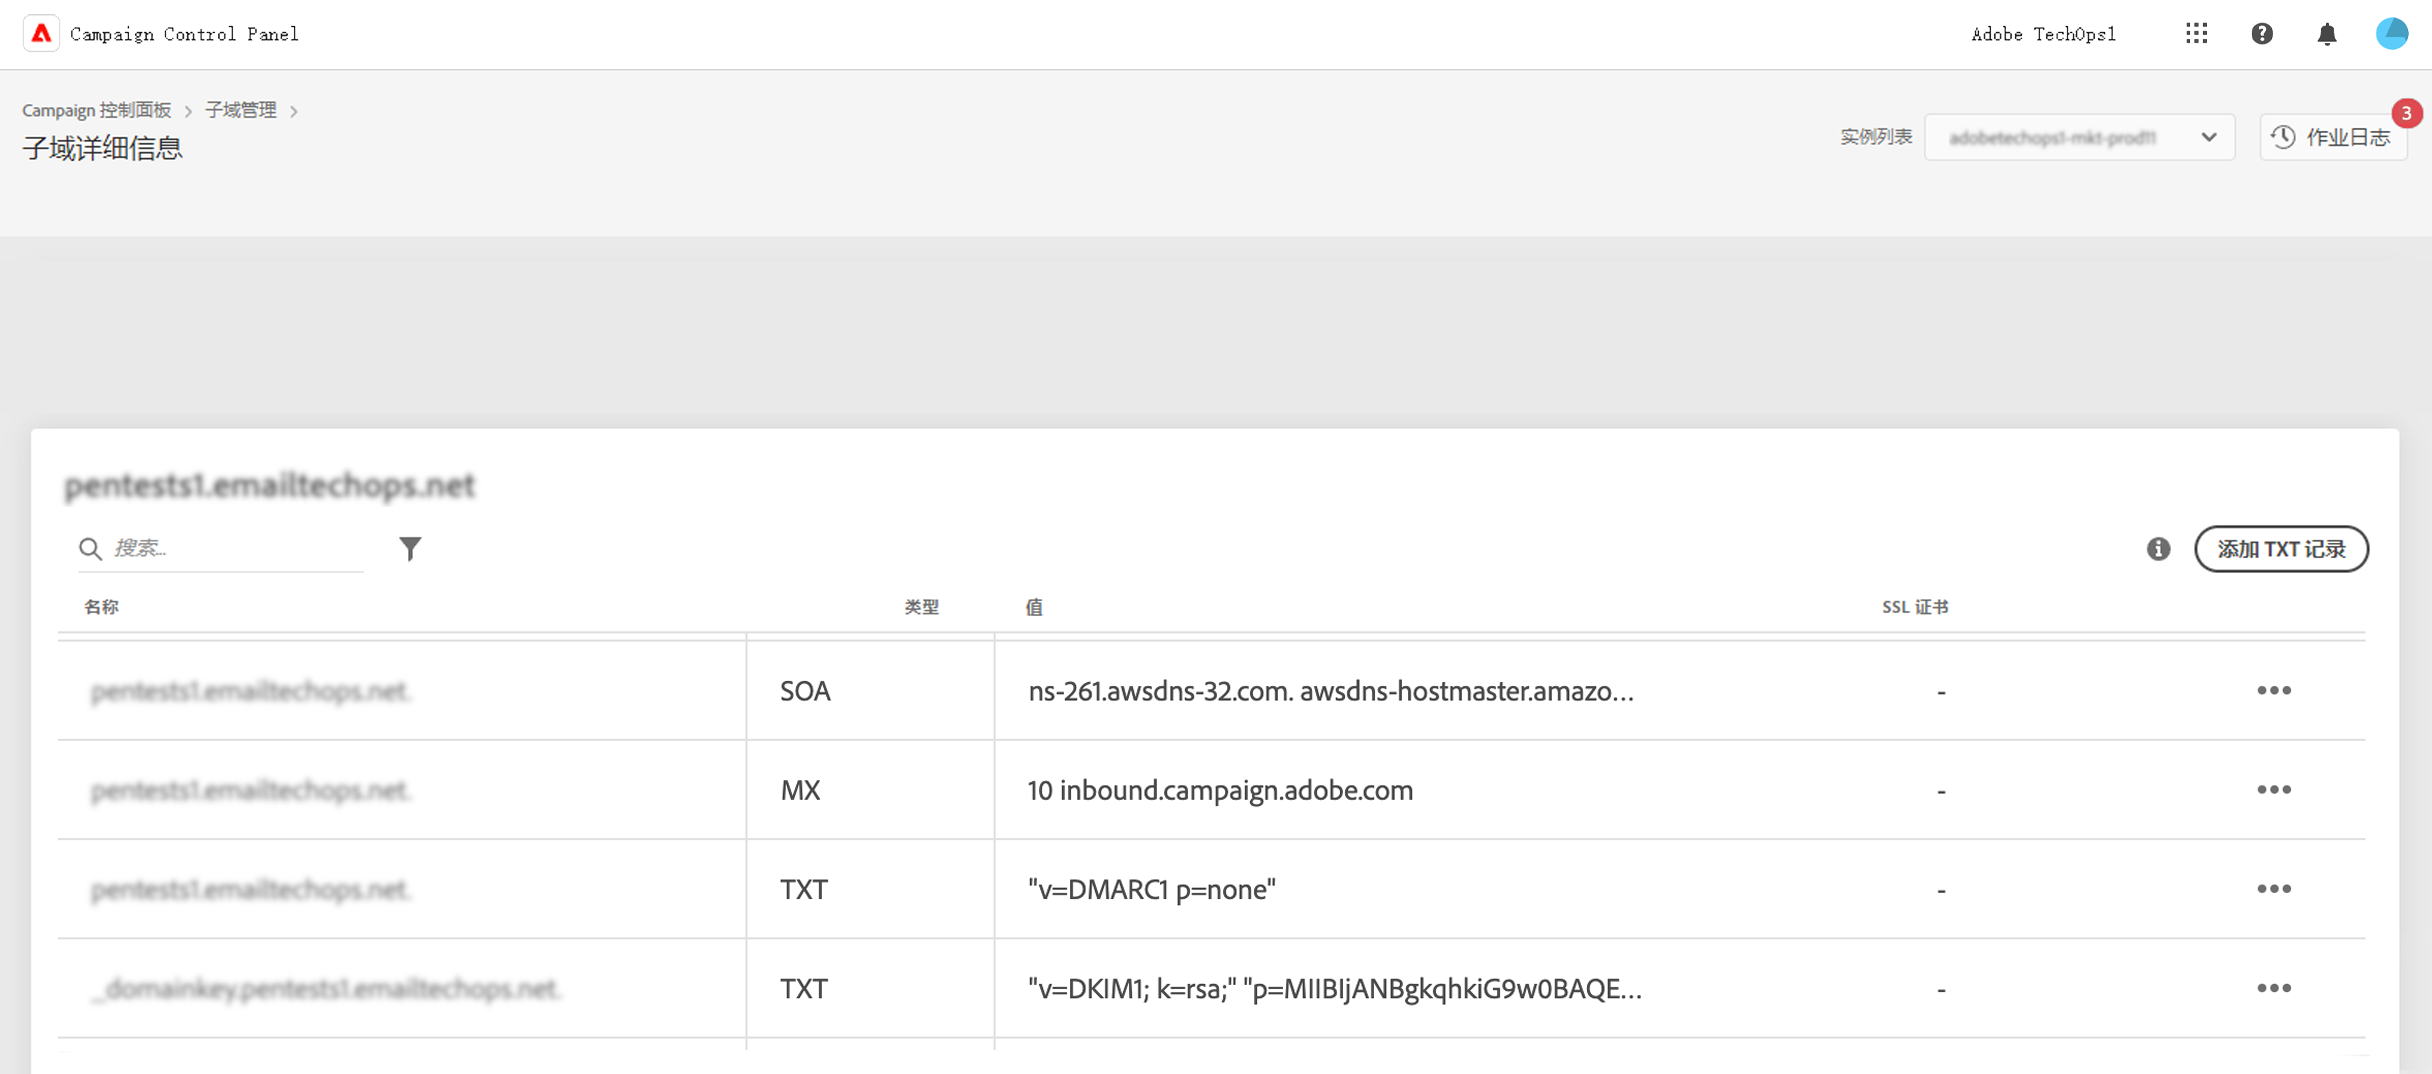 Campaign Control Panel
Adobe TechOps1
Campaign 控制面板 > 子域管理 >
子域详细信息
实例列表
adobetechops1-mkt-prod11
作业日志
3
pentests1.emailtechops.net
搜索...
添加 TXT 记录
名称 类型 值 SSL 证书
pentests1.emailtechops.net. SOA ns-261.awsdns-32.com. awsdns-hostmaster.amazo... -
pentests1.emailtechops.net. MX 10 inbound.campaign.adobe.com -
pentests1.emailtechops.net. TXT "v=DMARC1 p=none" -
_domainkey.pentests1.emailtechops.net. TXT "v=DKIM1; k=rsa;" "p=MIIBIjANBgkqhkiG9w0BAQE... -